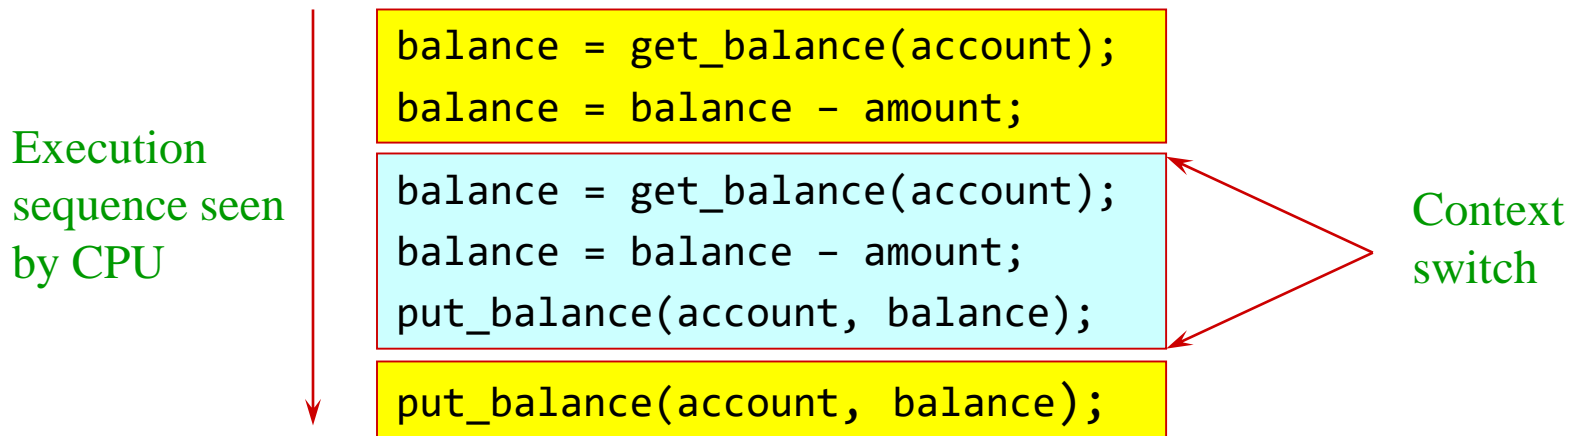 balance = get_balance(account);
balance = balance – amount;
Execution
sequence seen
by CPU
balance = get_balance(account);
balance = balance – amount;
put_balance(account, balance);
Context
switch
put_balance(account, balance);